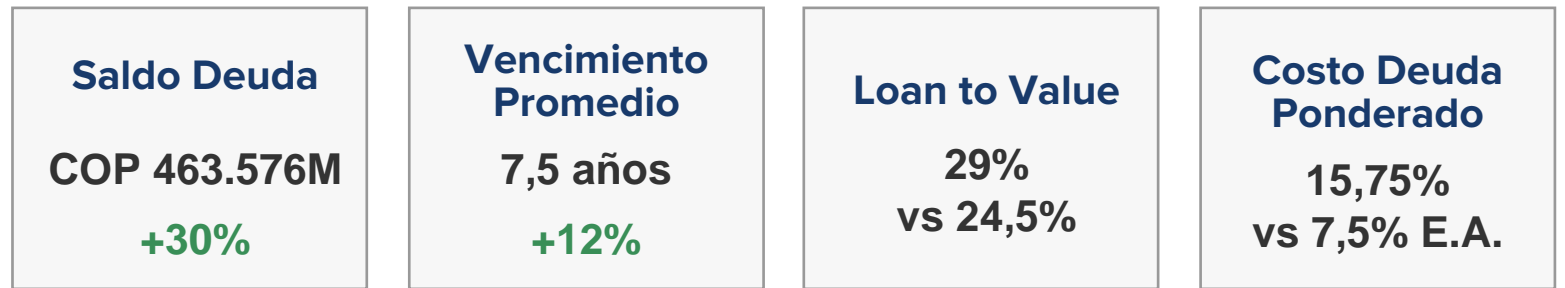 Saldo Deuda
COP 463.576M
+30%
Vencimiento
Promedio
7,5 años
+12%
Loan to Value
29%
vs 24,5%
Costo Deuda
Ponderado
15,75%
vs 7,5% E.A.